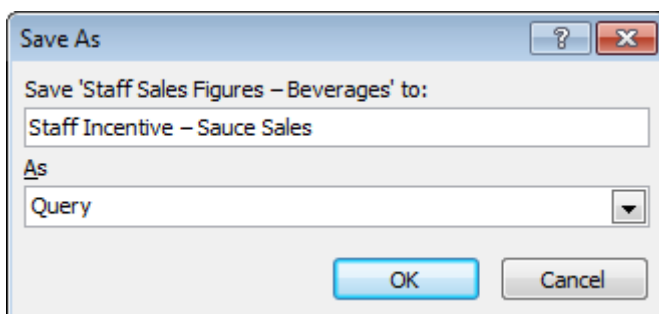 Save As
Save 'Staff Sales Figures – Beverages' to:
Staff Incentive – Sauce Sales
As
Query
OK Cancel